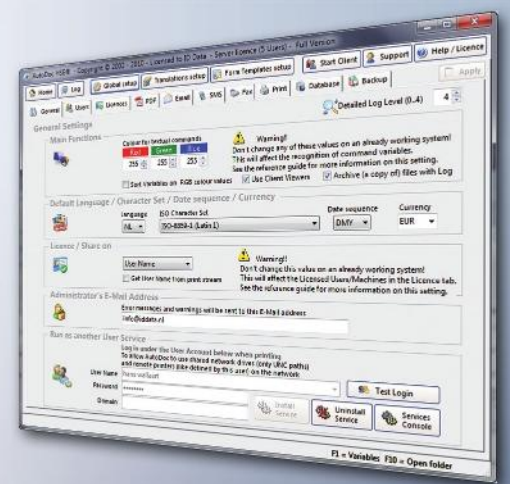 AutoDoc HSDB - Copyright © 2000 - 2010 - Licensed to ID Data - Server licence (5 Users) - Full Version
Home Log Global setup Translations setup Form Templates setup Start Client Support Help / Licence
General Users Licences PDF Email SMS Fax Print Database Backup Apply
Detailed Log Level (0..4) 4
General Settings
Main Functions
Colour for textual commands
Red Green Blue
255 255 255
Sort variables on RGB colour values
Warning!
Don't change any of these values on an already working system!
This will affect the recognition of command variables.
See the reference guide for more information on this setting.
Use Client Viewers Archive (a copy of) files with Log
Default Language / Character Set / Date sequence / Currency
language ISO Character Set Date sequence Currency
NL ISO-8859-1 (Latin 1) DMY EUR
Licence / Share on
User Name
Get User Name from print stream
Warning!!
Don't change this value on an already working system!
This will affect the Licensed Users/Machines in the Licence tab.
See the reference guide for more information on this setting.
Administrator's E-Mail Address
Error messages and warnings will be sent to this E-Mail address
info@iddata.nl
Run as another User
Service
Log in under the User Account below when printing
To allow AutoDoc to use shared network drives (only UNC paths)
and remote printers (like defined by this user) on the network
User Name
Password ********
Domain
Test Login
Install Service
Uninstall Service
Services Console
F1 = Variables F10 = Open folder